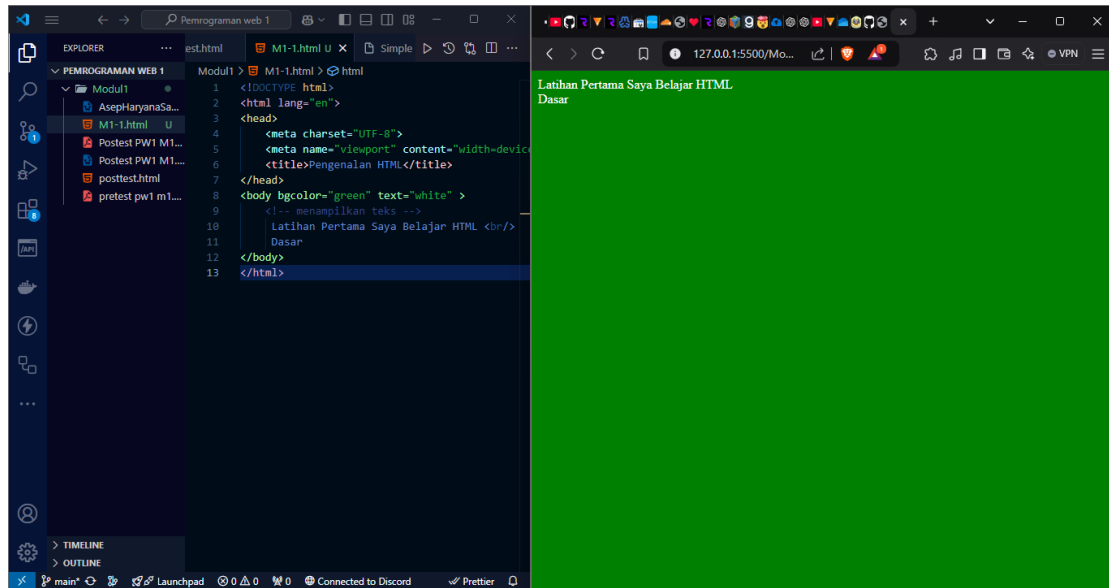 Pemrograman web 1
EXPLORER
PEMROGRAMAN WEB 1
Modul1
AsepHaryanaSa...
M1-1.html U
Postest PW1 M1...
Postest PW1 M1....
posttest.html
pretest pw1 m1....
TIMELINE
OUTLINE
est.html M1-1.html U Simple
Modul1 > M1-1.html > html
1 <!DOCTYPE html>
2 <html lang="en">
3 <head>
4 <meta charset="UTF-8">
5 <meta name="viewport" content="width=device
6 <title>Pengenalan HTML</title>
7 </head>
8 <body bgcolor="green" text="white" >
9 <!-- menampilkan teks -->
10 Latihan Pertama Saya Belajar HTML <br/>
11 Dasar
12 </body>
13 </html>
main* Launchpad 0 0 0 Connected to Discord Prettier
127.0.0.1:5500/Mo... VPN
Latihan Pertama Saya Belajar HTML
Dasar